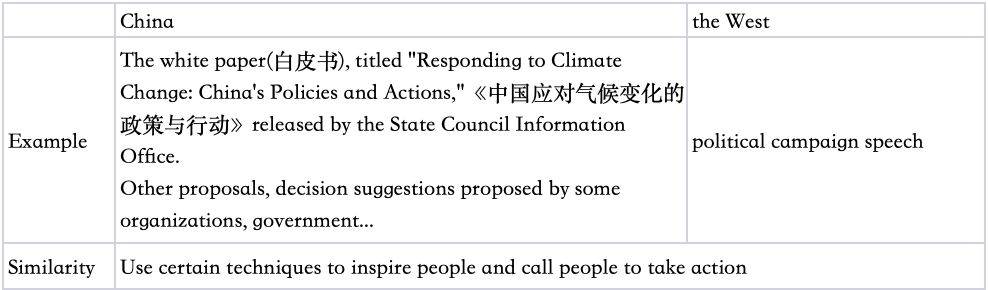 China the West
The white paper(白皮书), titled "Responding to Climate
Change: China's Policies and Actions,"《中国应对气候变化的
政策与行动》released by the State Council Information
Office.
Other proposals, decision suggestions proposed by some
organizations, government...
Example
political campaign speech
Similarity Use certain techniques to inspire people and call people to take action